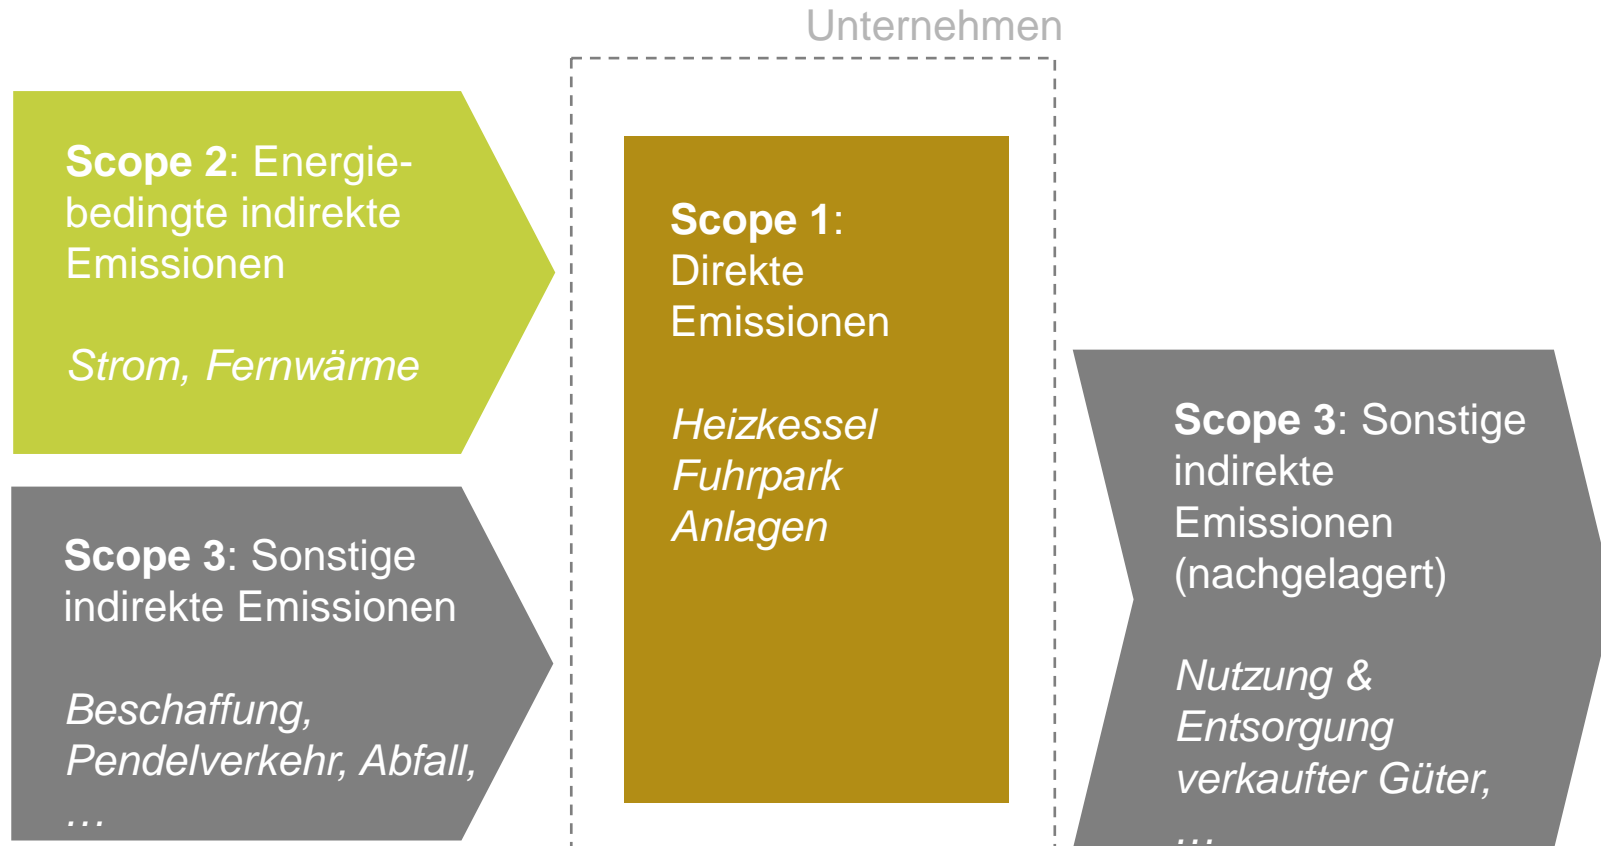 Unternehmen
Scope 2: Energie-
bedingte indirekte
Emissionen
Strom, Fernwärme
Scope 3: Sonstige
indirekte Emissionen
Beschaffung,
Pendelverkehr, Abfall,
…
Scope 1:
Direkte
Emissionen
Heizkessel
Fuhrpark
Anlagen
Scope 3: Sonstige
indirekte
Emissionen
(nachgelagert)
Nutzung &
Entsorgung
verkaufter Güter,
…